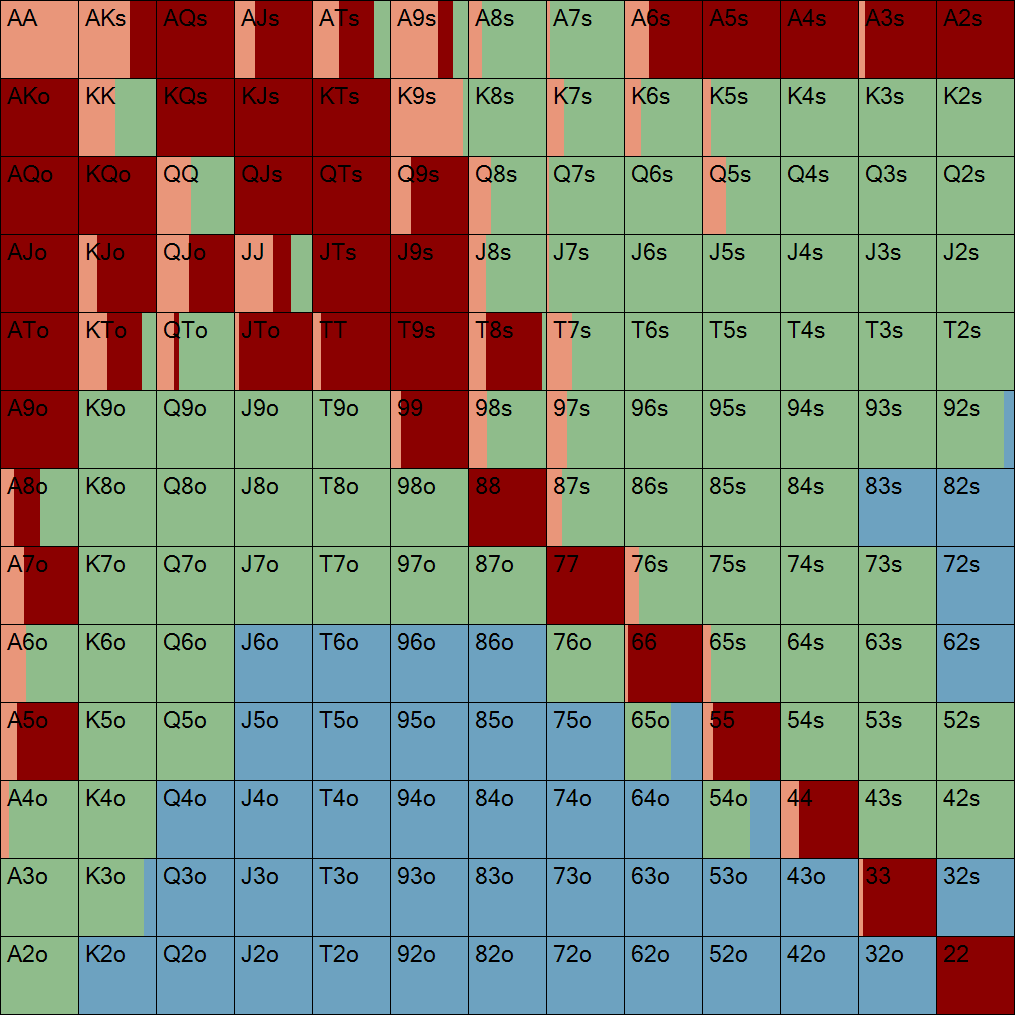 AA AKs AQs AJs ATs A9s A8s A7s A6s A5s A4s A3s A2s
AKo KK KQs KJs KTs K9s K8s K7s K6s K5s K4s K3s K2s
AQo KQo QQ QJs QTs Q9s Q8s Q7s Q6s Q5s Q4s Q3s Q2s
AJo KJo QJo JJ JTs J9s J8s J7s J6s J5s J4s J3s J2s
ATo KTo QTo JTo TT T9s T8s T7s T6s T5s T4s T3s T2s
A9o K9o Q9o J9o T9o 99 98s 97s 96s 95s 94s 93s 92s
A8o K8o Q8o J8o T8o 98o 88 87s 86s 85s 84s 83s 82s
A7o K7o Q7o J7o T7o 97o 87o 77 76s 75s 74s 73s 72s
A6o K6o Q6o J6o T6o 96o 86o 76o 66 65s 64s 63s 62s
A5o K5o Q5o J5o T5o 95o 85o 75o 65o 55 54s 53s 52s
A4o K4o Q4o J4o T4o 94o 84o 74o 64o 54o 44 43s 42s
A3o K3o Q3o J3o T3o 93o 83o 73o 63o 53o 43o 33 32s
A2o K2o Q2o J2o T2o 92o 82o 72o 62o 52o 42o 32o 22